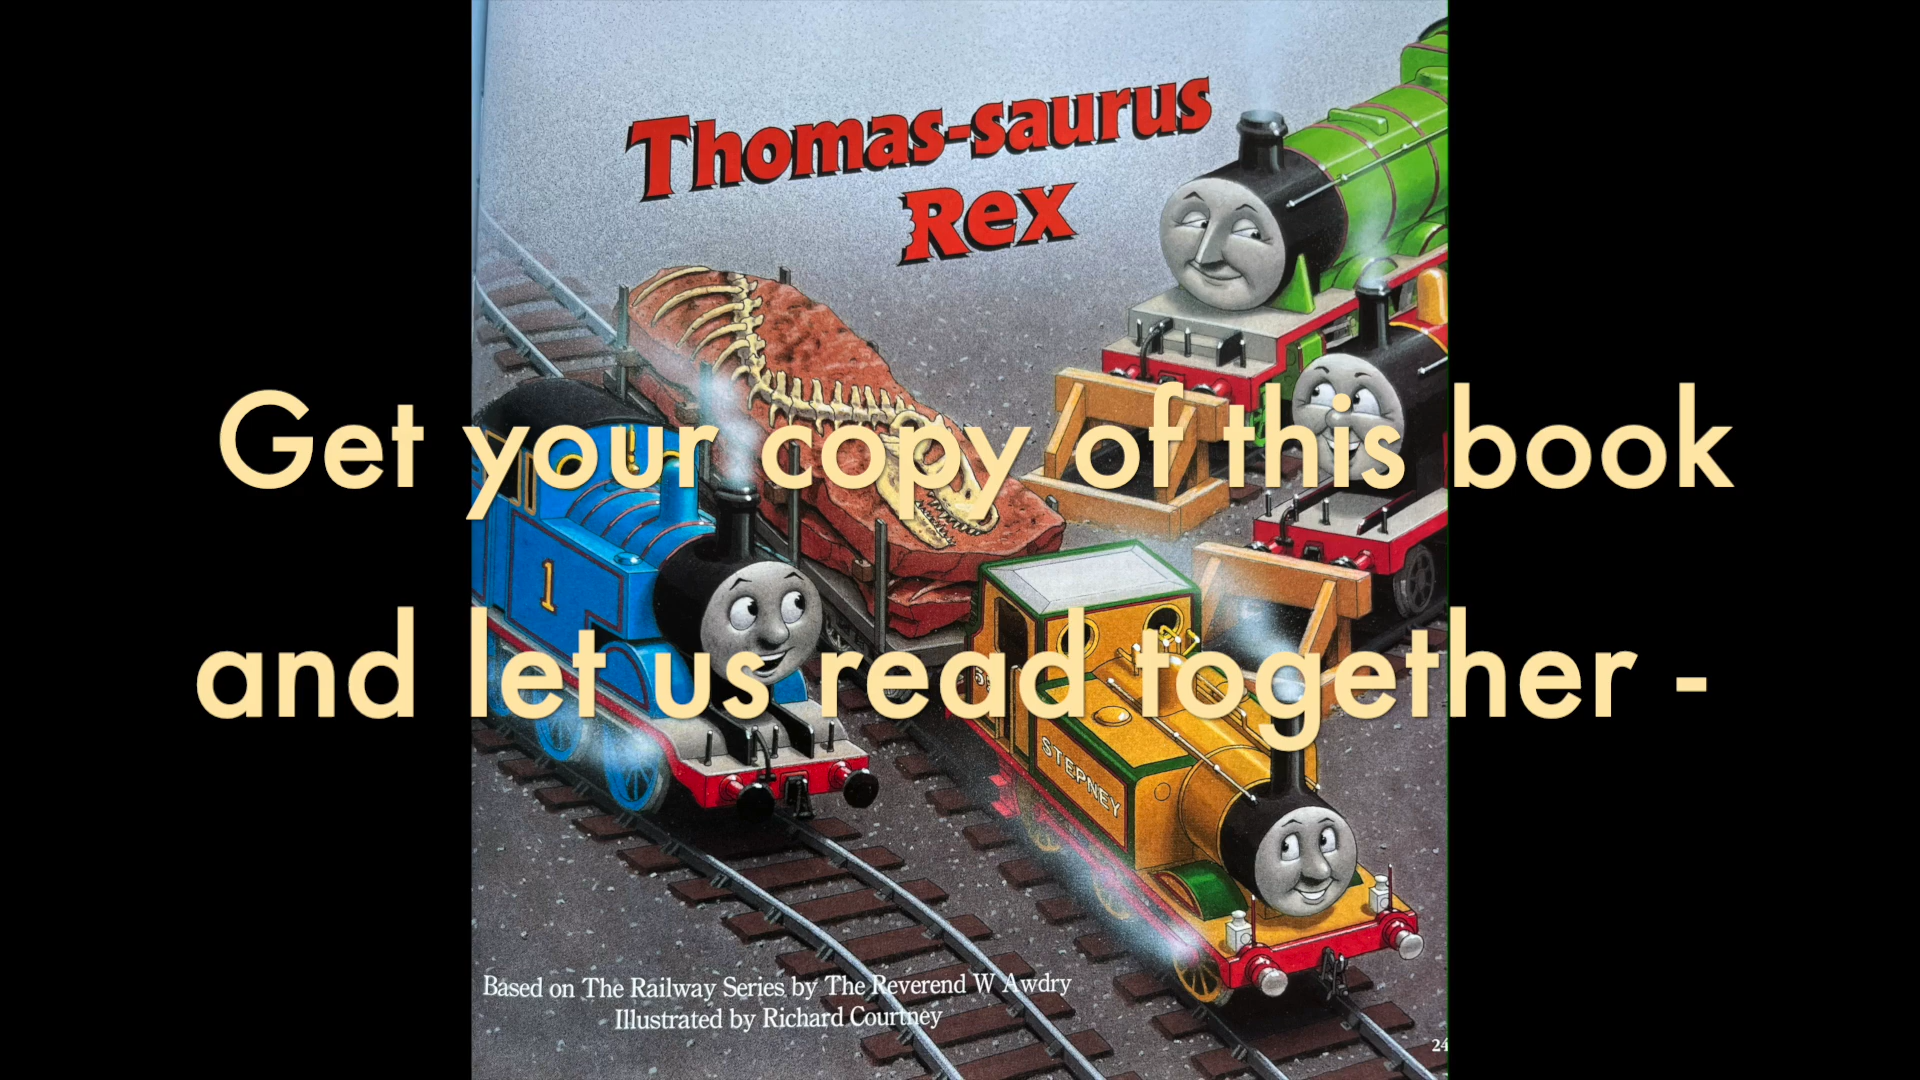 Thomas-saurus
Rex
Get your copy of this book
and let us read together -
1
STEPNEY
Based on The Railway Series by The Reverend W Awdry
Illustrated by Richard Courtney
24